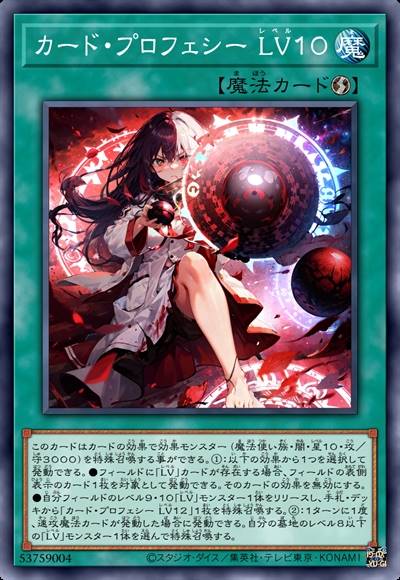 カード・プロフェシー LV10
レベル
魔
【魔法カード】
まほう
このカードはカードの効果で効果モンスター（魔法使い族・闇・星10・攻／
守3000）を特殊召喚する事ができる。①：以下の効果から1つを選択して
発動できる。●フィールドに「LV」カードが存在する場合、フィールドの表側
表示のカード1枚を対象として発動できる。そのカードの効果を無効にする。
●自分フィールドのレベル9・10「LV」モンスター1体をリリースし、手札・デッ
キから「カード・プロフェシー LV12」1枚を特殊召喚する。②：1ターンに1度、
速攻魔法カードが発動した場合に発動できる。自分の墓地のレベル8以下
の「LV」モンスター1体を選んで特殊召喚する。
53759004
©スタジオ・ダイス／集英社・テレビ東京・KONAMI